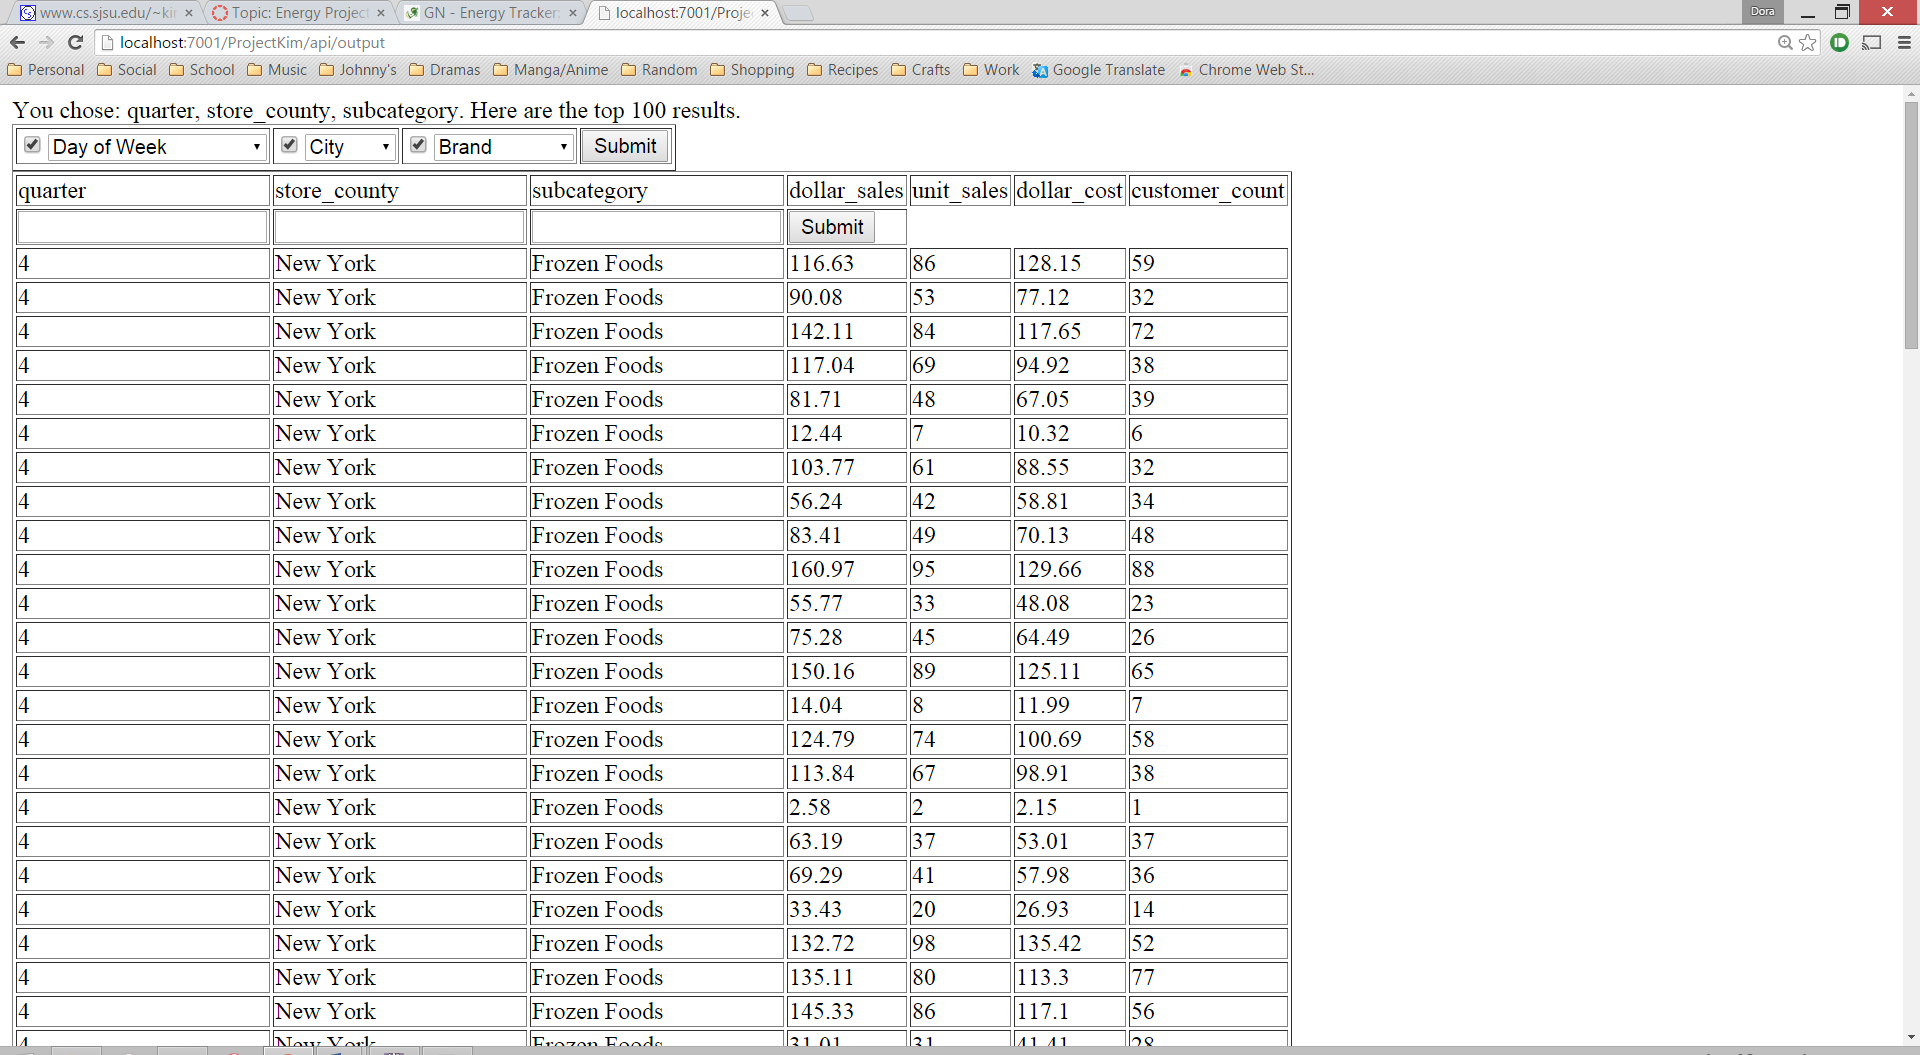 www.cs.sjsu.edu/~ki
Topic: Energy Project
GN - Energy Tracker:
localhost:7001/Proje
Dora
localhost:7001/ProjectKim/api/output
Personal Social School Music Johnny's Dramas Manga/Anime Random Shopping Recipes Crafts Work Google Translate Chrome Web St...
You chose: quarter, store_county, subcategory. Here are the top 100 results.
Day of Week City Brand Submit
quarter store_county subcategory dollar_sales unit_sales dollar_cost customer_count
Submit
4 New York Frozen Foods 116.63 86 128.15 59
4 New York Frozen Foods 90.08 53 77.12 32
4 New York Frozen Foods 142.11 84 117.65 72
4 New York Frozen Foods 117.04 69 94.92 38
4 New York Frozen Foods 81.71 48 67.05 39
4 New York Frozen Foods 12.44 7 10.32 6
4 New York Frozen Foods 103.77 61 88.55 32
4 New York Frozen Foods 56.24 42 58.81 34
4 New York Frozen Foods 83.41 49 70.13 48
4 New York Frozen Foods 160.97 95 129.66 88
4 New York Frozen Foods 55.77 33 48.08 23
4 New York Frozen Foods 75.28 45 64.49 26
4 New York Frozen Foods 150.16 89 125.11 65
4 New York Frozen Foods 14.04 8 11.99 7
4 New York Frozen Foods 124.79 74 100.69 58
4 New York Frozen Foods 113.84 67 98.91 38
4 New York Frozen Foods 2.58 2 2.15 1
4 New York Frozen Foods 63.19 37 53.01 37
4 New York Frozen Foods 69.29 41 57.98 36
4 New York Frozen Foods 33.43 20 26.93 14
4 New York Frozen Foods 132.72 98 135.42 52
4 New York Frozen Foods 135.11 80 113.3 77
4 New York Frozen Foods 145.33 86 117.1 56
4 New York Frozen Foods 31.01 31 41.41 28